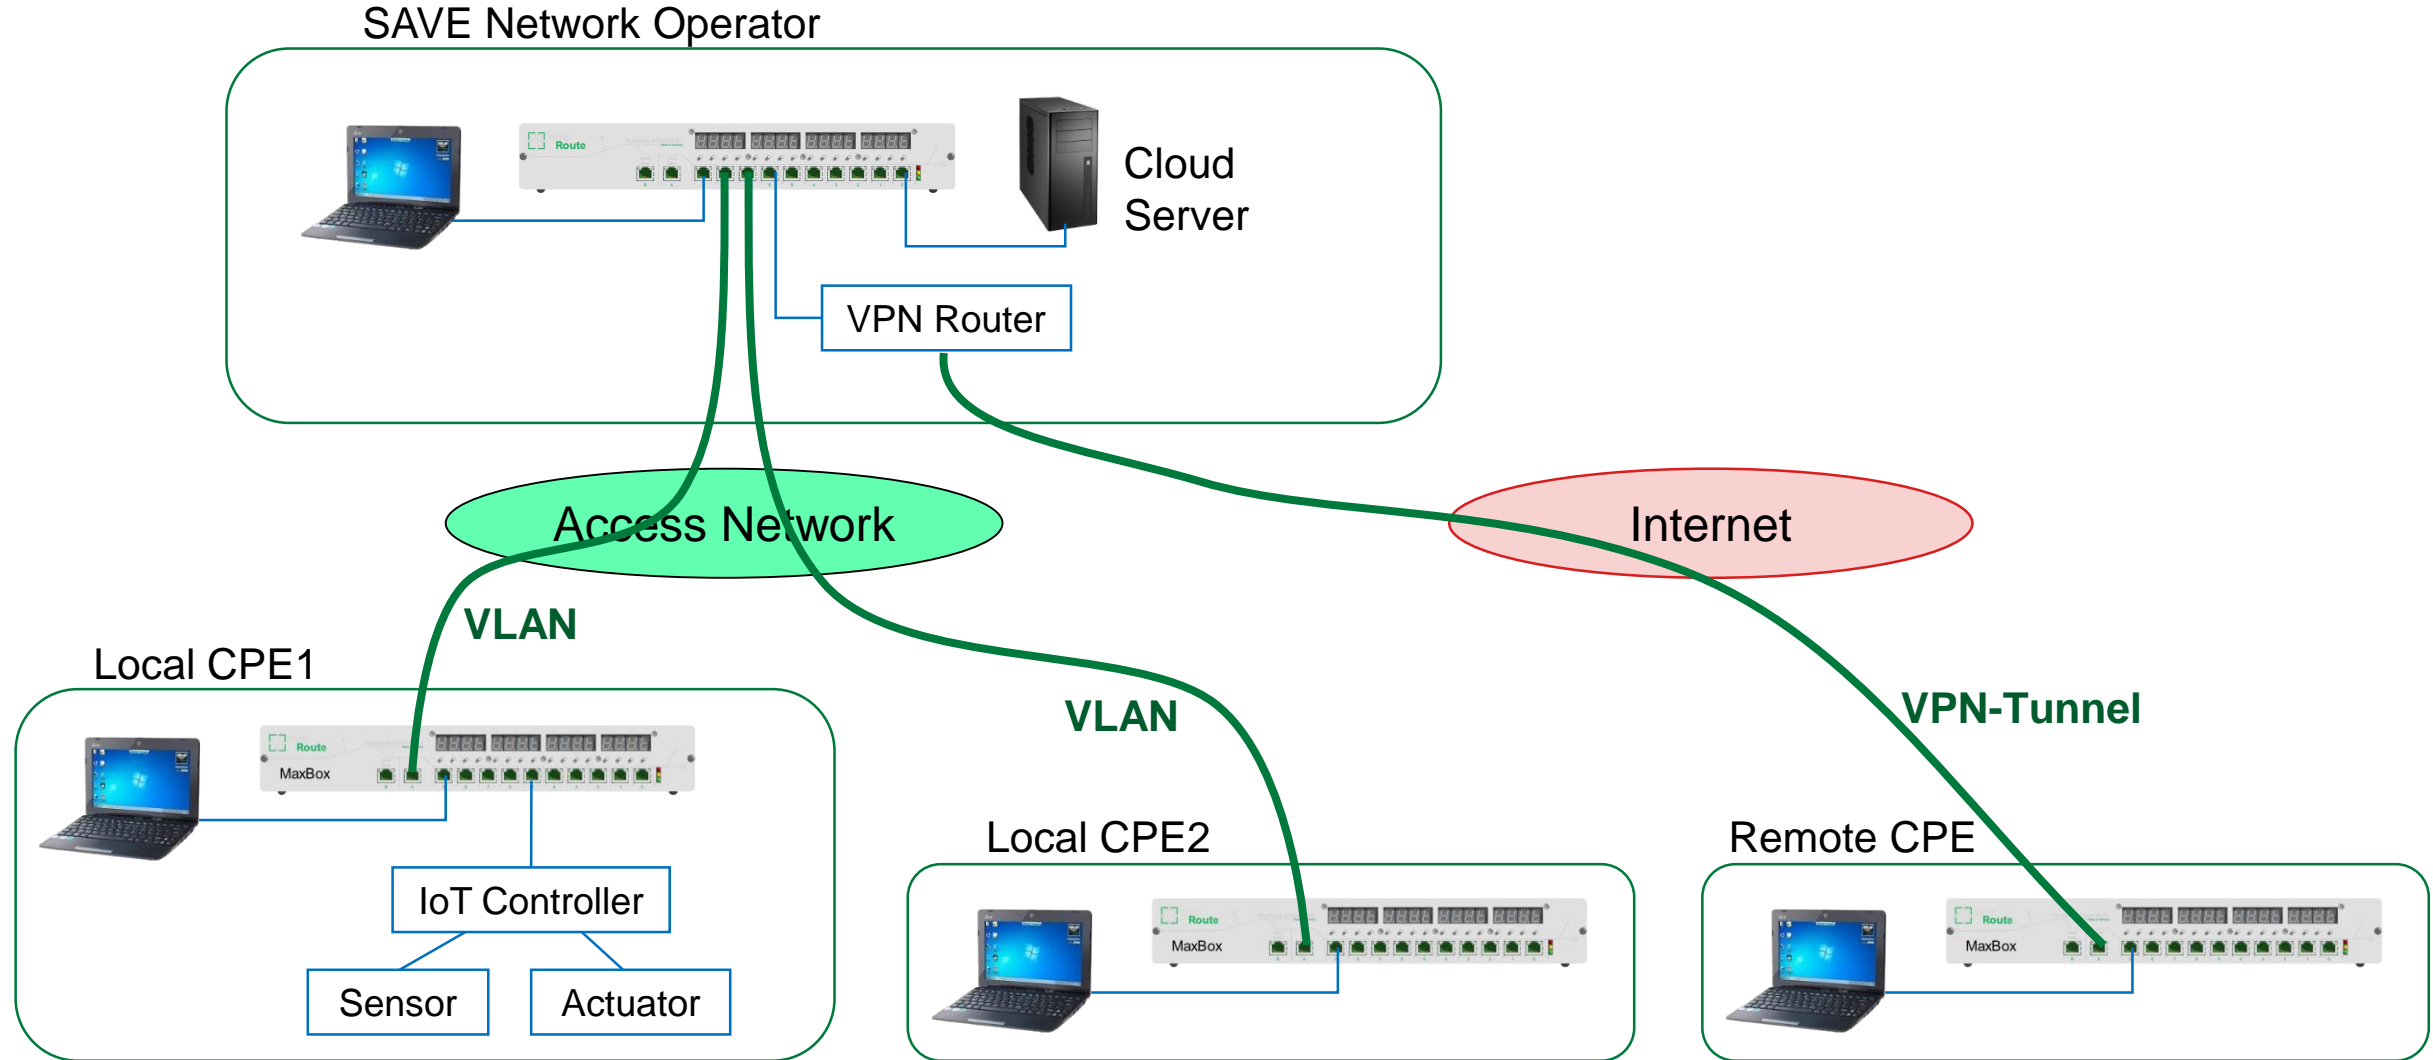 SAVE Network Operator
Route
Cloud
Server
VPN Router
Access Network
Internet
VLAN
Local CPE1
VLAN
VPN-Tunnel
Route
MaxBox
Local CPE2
Remote CPE
IoT Controller
Route
MaxBox
Route
MaxBox
Sensor
Actuator